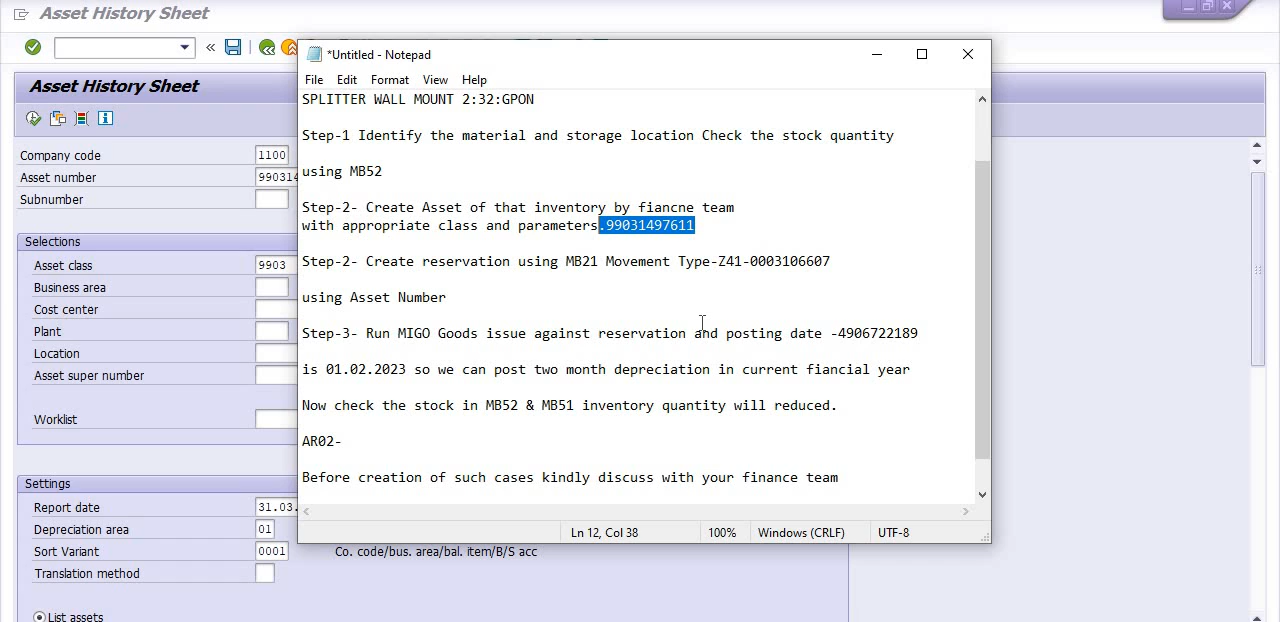 Asset History Sheet
*Untitled - Notepad
File Edit Format View Help
Asset History Sheet
SPLITTER WALL MOUNT 2:32:GPON
Step-1 Identify the material and storage location Check the stock quantity
using MB52
Step-2- Create Asset of that inventory by fiancne team
with appropriate class and parameters.99031497611
Step-2- Create reservation using MB21 Movement Type-Z41-0003106607
using Asset Number
Step-3- Run MIGO Goods issue against reservation and posting date -4906722189
is 01.02.2023 so we can post two month depreciation in current fiancial year
Now check the stock in MB52 & MB51 inventory quantity will reduced.
AR02-
Before creation of such cases kindly discuss with your finance team
Ln 12, Col 38 100% Windows (CRLF) UTF-8
Company code 1100
Asset number 990314
Subnumber
Selections
Asset class 9903
Business area
Cost center
Plant
Location
Asset super number
Worklist
Settings
Report date 31.03.
Depreciation area 01
Sort Variant 0001 Co. code/bus. area/bal. item/B/S acc
Translation method
List assets